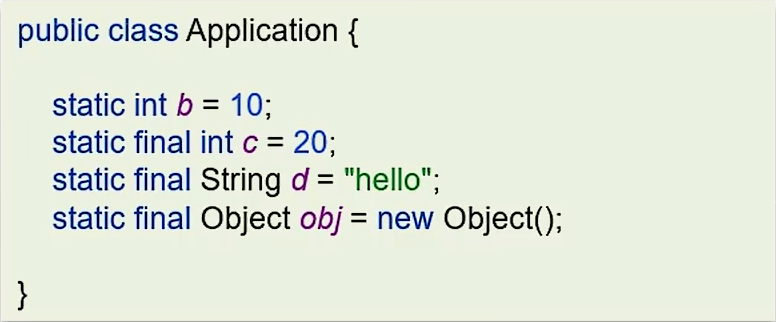 public class Application {
static int b = 10;
static final int c = 20;
static final String d = "hello";
static final Object obj = new Object();
}